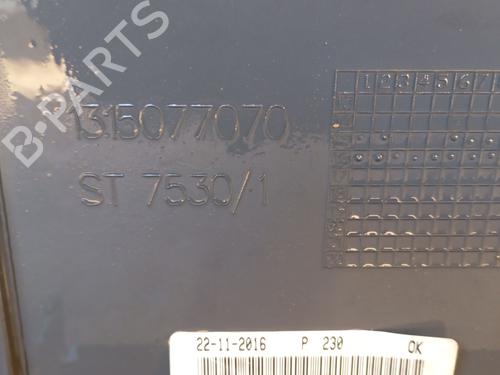 B-PARTS
1315077070
ST 7530/1
1 2 3 4 5 6 7
22-11-2016 P 230 OK